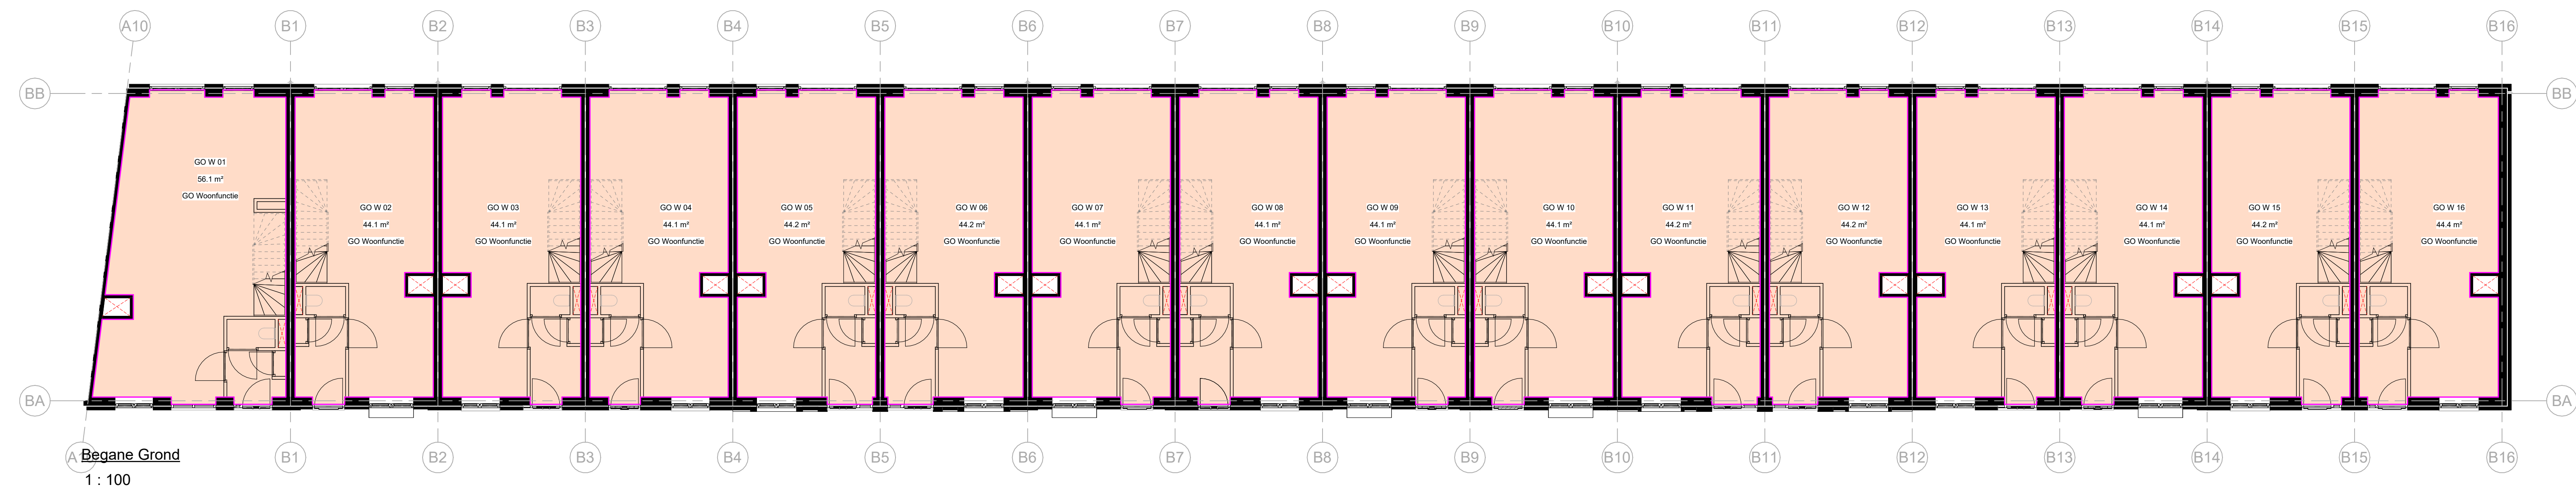 A10 B1 B2 B3 B4 B5 B6 B7 B8 B9 B10 B11 B12 B13 B14 B15 B16
BB BB
GO W 01
56.1 m²
GO Woonfunctie
GO W 02
44.1 m²
GO Woonfunctie
GO W 03
44.1 m²
GO Woonfunctie
GO W 04
44.1 m²
GO Woonfunctie
GO W 05
44.2 m²
GO Woonfunctie
GO W 06
44.2 m²
GO Woonfunctie
GO W 07
44.1 m²
GO Woonfunctie
GO W 08
44.1 m²
GO Woonfunctie
GO W 09
44.1 m²
GO Woonfunctie
GO W 10
44.1 m²
GO Woonfunctie
GO W 11
44.2 m²
GO Woonfunctie
GO W 12
44.2 m²
GO Woonfunctie
GO W 13
44.1 m²
GO Woonfunctie
GO W 14
44.1 m²
GO Woonfunctie
GO W 15
44.2 m²
GO Woonfunctie
GO W 16
44.4 m²
GO Woonfunctie
BA BA
B1 B2 B3 B4 B5 B6 B7 B8 B9 B10 B11 B12 B13 B14 B15 B16
Begane Grond
1 : 100